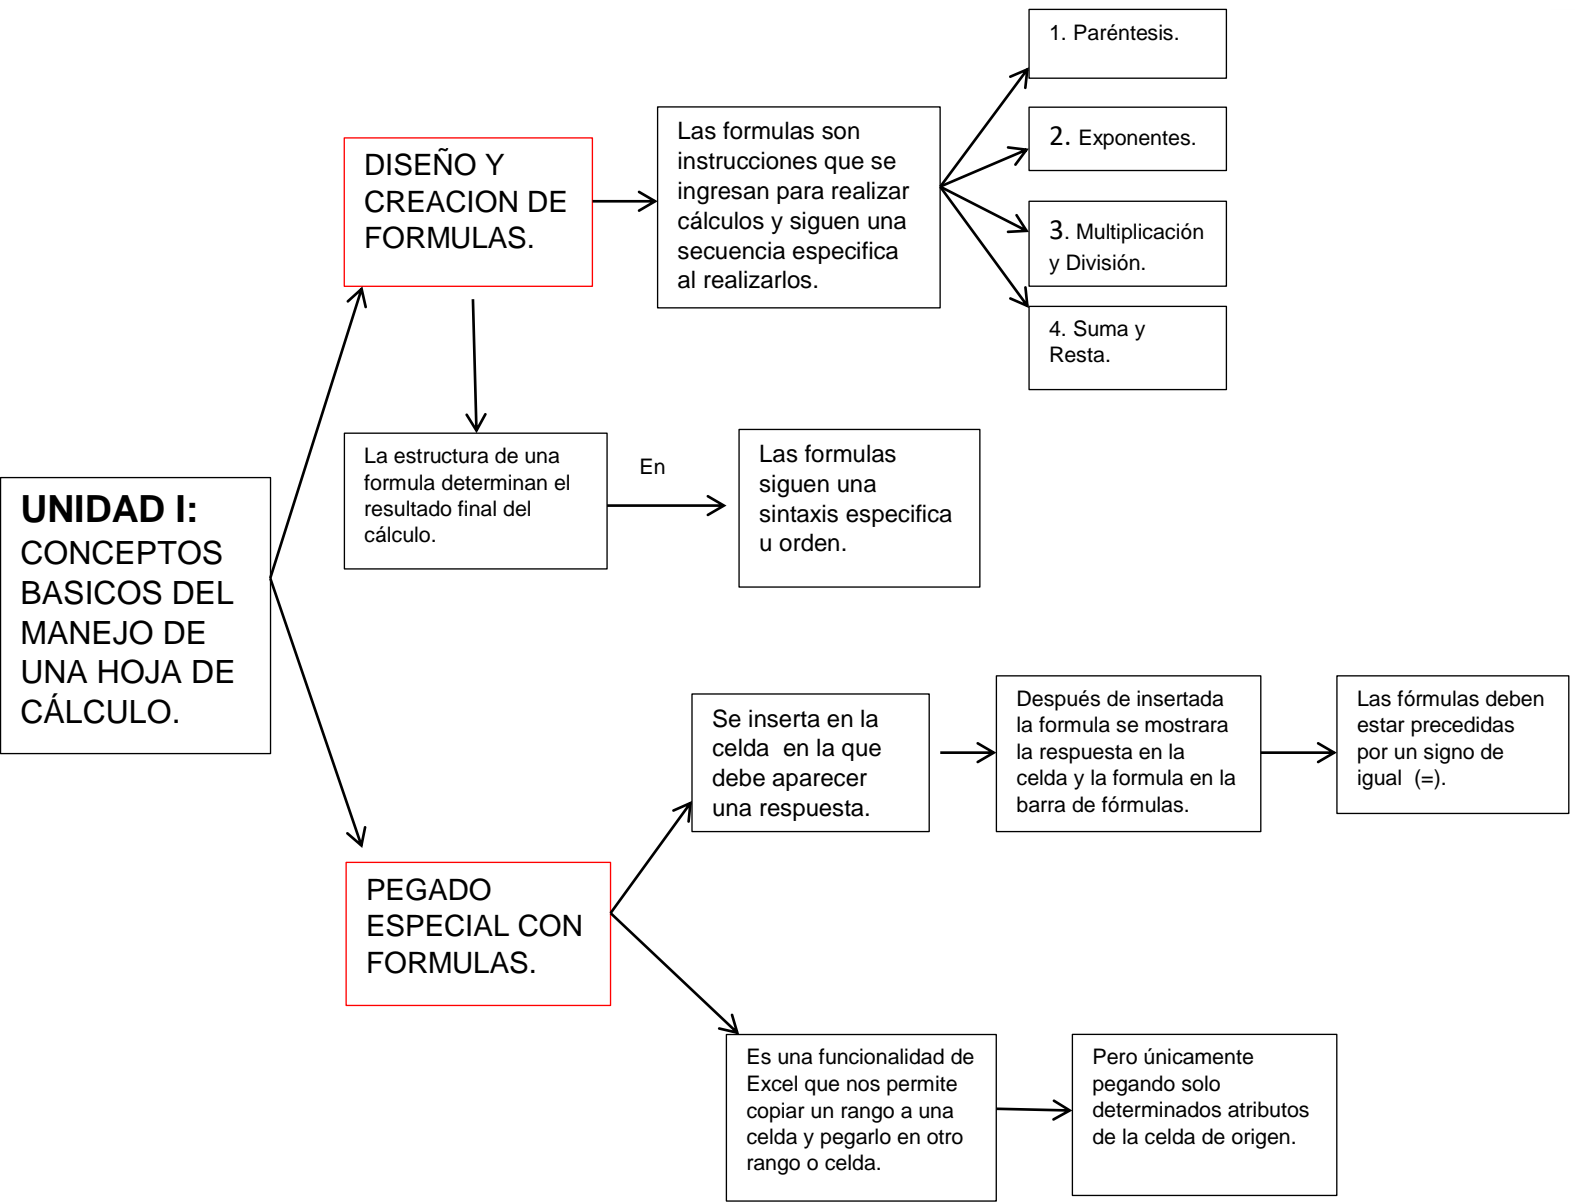 1. Paréntesis.
DISEÑO Y
CREACION DE
FORMULAS.
Las formulas son
instrucciones que se
ingresan para realizar
cálculos y siguen una
secuencia especifica
al realizarlos.
2. Exponentes.
3. Multiplicación
y División.
4. Suma y
Resta.
La estructura de una
formula determinan el
resultado final del
cálculo.
En
Las formulas
siguen una
sintaxis especifica
u orden.
UNIDAD I:
CONCEPTOS
BASICOS DEL
MANEJO DE
UNA HOJA DE
CÁLCULO.
Se inserta en la
celda  en la que
debe aparecer
una respuesta.
Después de insertada
la formula se mostrara
la respuesta en la
celda y la formula en la
barra de fórmulas.
Las fórmulas deben
estar precedidas
por un signo de
igual  (=).
PEGADO
ESPECIAL CON
FORMULAS.
Es una funcionalidad de
Excel que nos permite
copiar un rango a una
celda y pegarlo en otro
rango o celda.
Pero únicamente
pegando solo
determinados atributos
de la celda de origen.